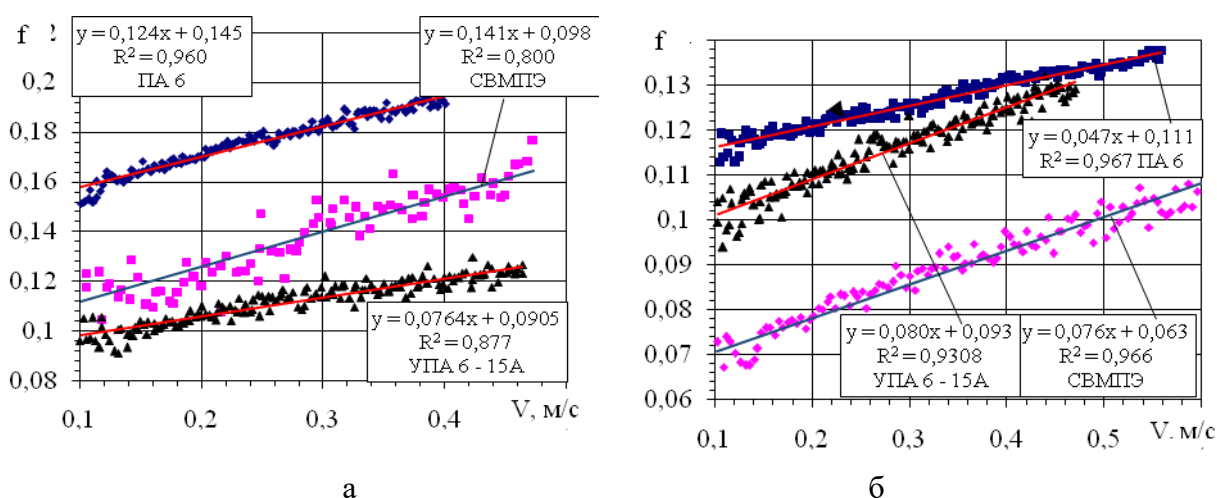 f
2
y = 0,124x + 0,145
R² = 0,960
ПА 6
y = 0,141x + 0,098
R² = 0,800
СВМПЭ
0,2
0,18
0,16
0,14
0,12
0,1
0,08
y = 0,0764x + 0,0905
R² = 0,877
УПА 6 - 15А
0,1
0,2
0,3
0,4
V, м/с
а
f
0,13
0,12
0,11
0,1
0,09
0,08
0,07
0,06
y = 0,047x + 0,111
R² = 0,967 ПА 6
y = 0,080x + 0,093
R² = 0,9308
УПА 6 - 15А
y = 0,076x + 0,063
R² = 0,966
СВМПЭ
0,1
0,2
0,3
0,4
0,5
V. м/с
б